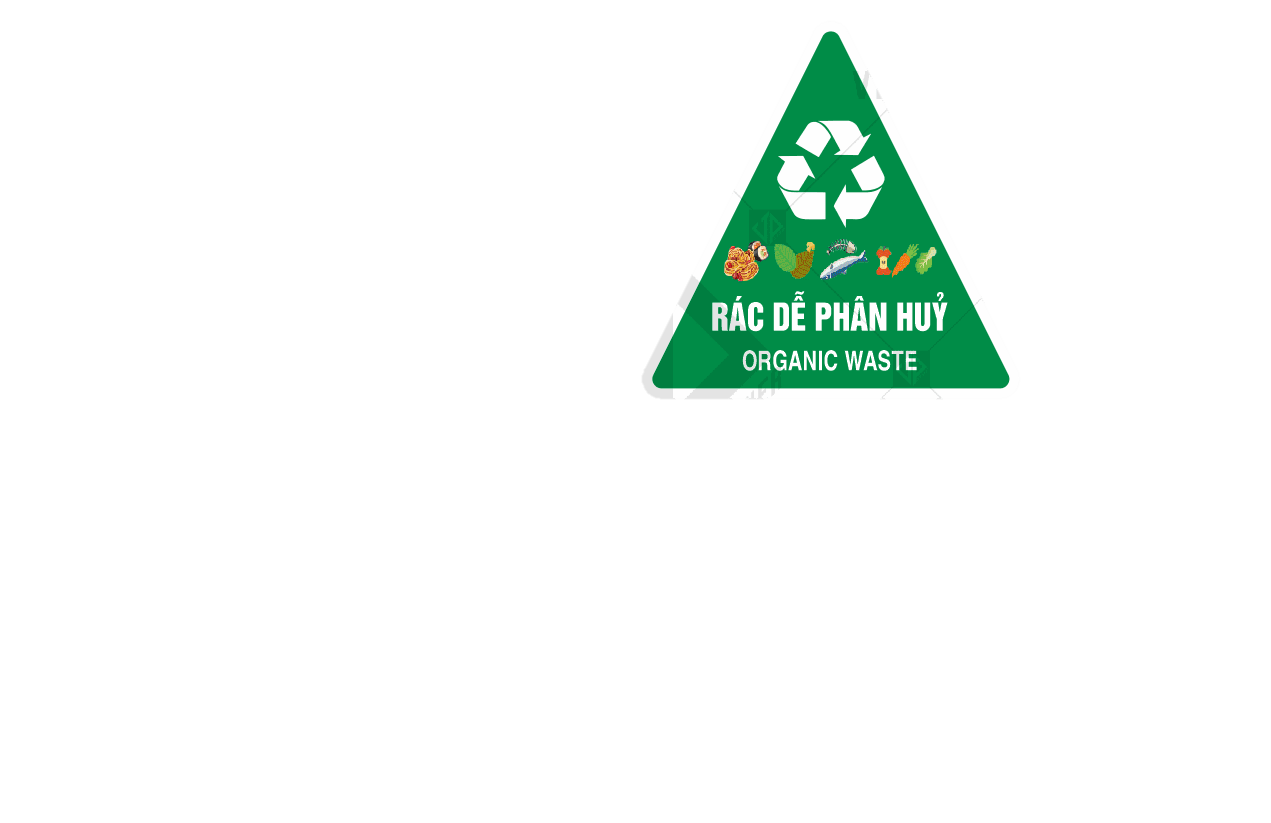 RÁC DỄ PHÂN HUỶ
ORGANIC WASTE